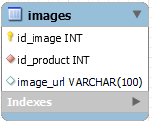 images
id_image INT
id_product INT
image_url VARCHAR(100)
Indexes